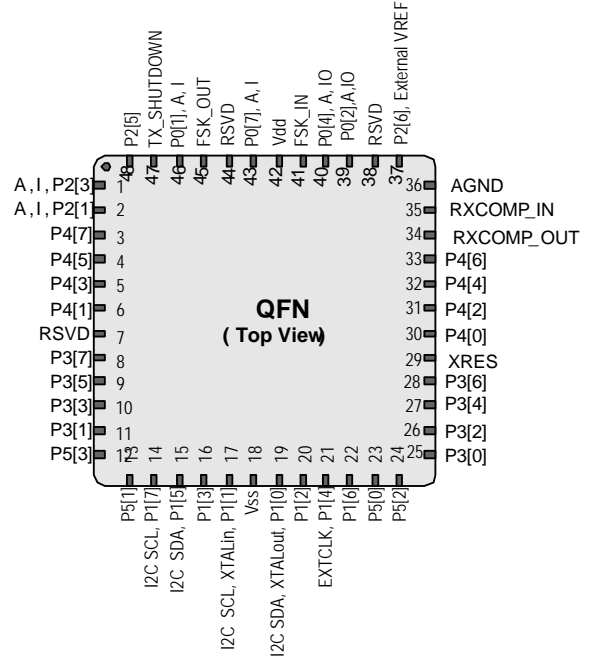 P2[5]
TX_SHUTDOWN
P0[1], A, I
FSK_OUT
RSVD
P0[7], A, I
Vdd
FSK_IN
P0[4], A, IO
P0[2],A,IO
RSVD
P2[6], External VREF
48
47
46
45
44
43
42
41
40
39
38
37
A, I, P2[3] 1
A, I, P2[1] 2
P4[7] 3
P4[5] 4
P4[3] 5
P4[1] 6
RSVD 7
P3[7] 8
P3[5] 9
P3[3] 10
P3[1] 11
P5[3] 12
QFN
( Top View)
36 AGND
35 RXCOMP_IN
34 RXCOMP_OUT
33 P4[6]
32 P4[4]
31 P4[2]
30 P4[0]
29 XRES
28 P3[6]
27 P3[4]
26 P3[2]
25 P3[0]
13
14
15
16
17
18
19
20
21
22
23
24
P5[1]
I2C SCL, P1[7]
I2C SDA, P1[5]
P1[3]
I2C SCL, XTALin, P1[1]
Vss
I2C SDA, XTALout, P1[0]
P1[2]
EXTCLK, P1[4]
P1[6]
P5[0]
P5[2]